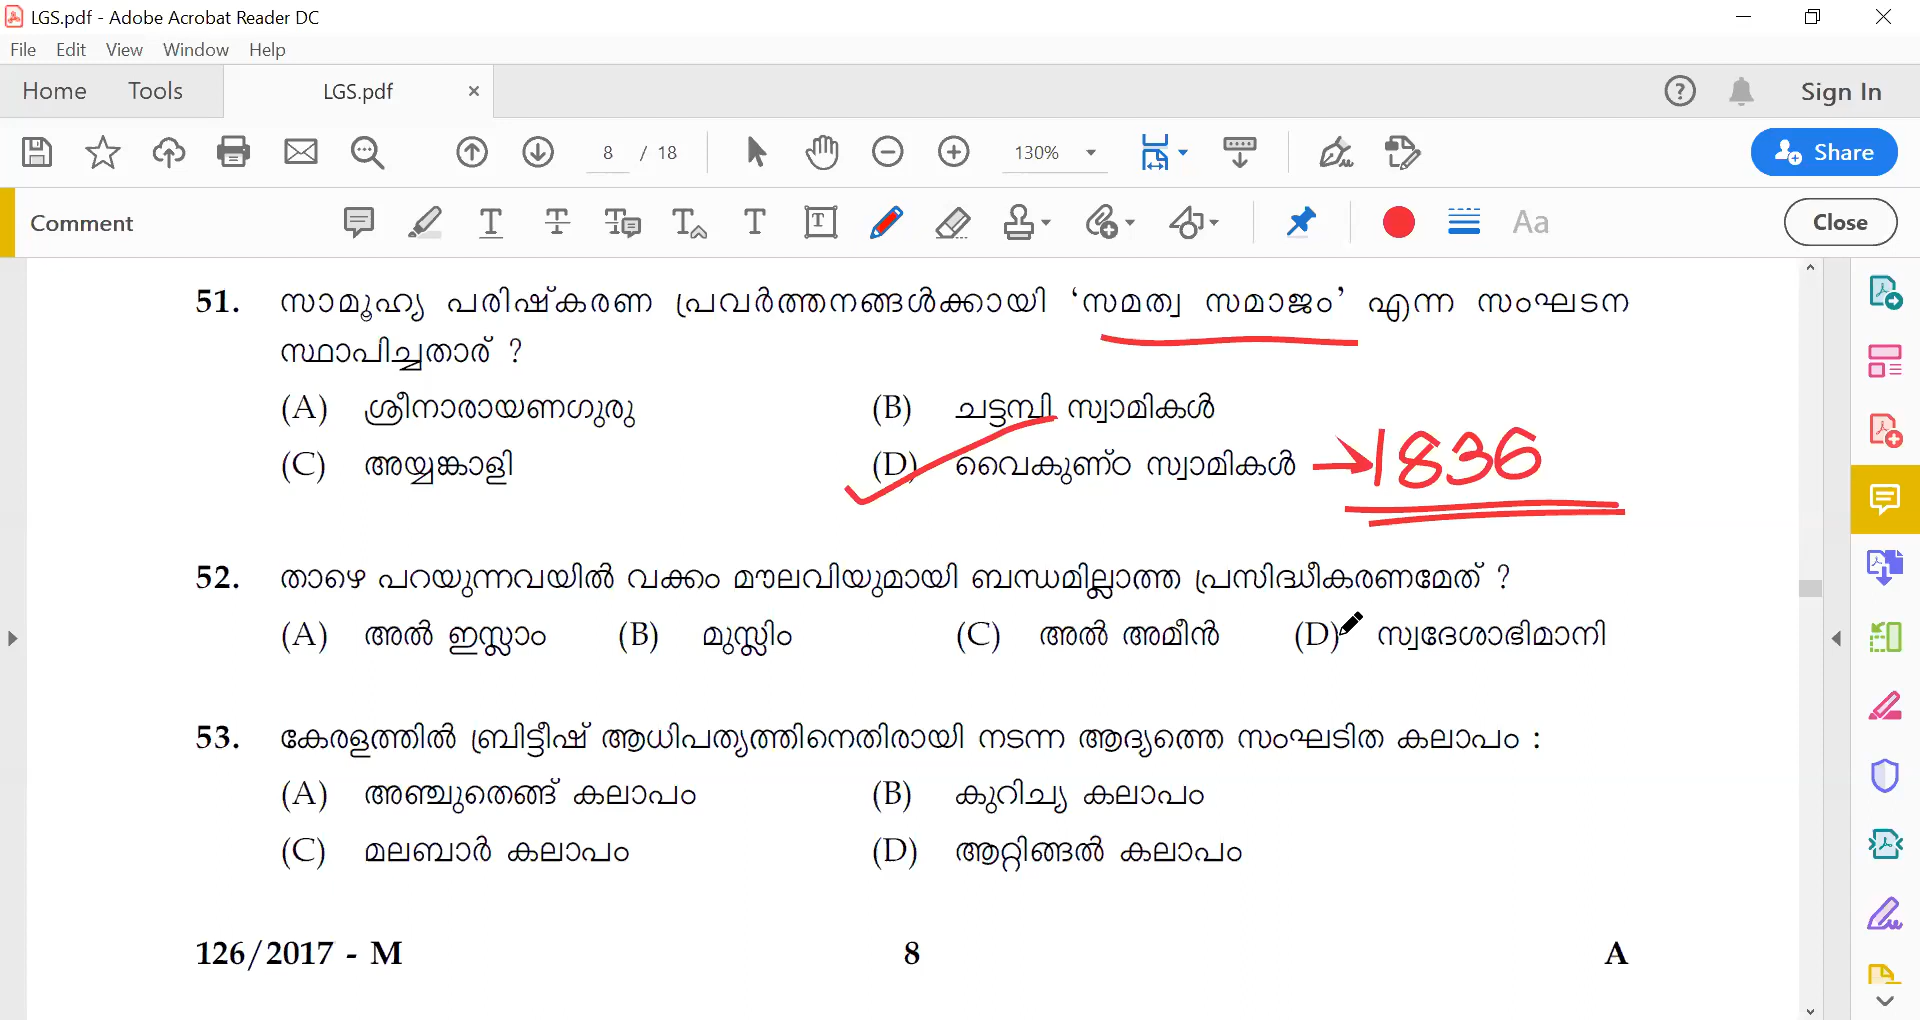 LGS.pdf - Adobe Acrobat Reader DC
File Edit View Window Help
Home Tools LGS.pdf × ? Sign In
8 / 18 130% Share
Comment T T T T T T Aa Close
51. സാമൂഹ്യ പരിഷ്കരണ പ്രവർത്തനങ്ങൾക്കായി ‘സമത്വ സമാജം’ എന്ന സംഘടന
സ്ഥാപിച്ചതാര് ?
(A) ശ്രീനാരായണഗുരു (B) ചട്ടമ്പി സ്വാമികൾ
(C) അയ്യങ്കാളി (D) വൈകുണ്ഠ സ്വാമികൾ → 1836
52. താഴെ പറയുന്നവയിൽ വക്കം മൗലവിയുമായി ബന്ധമില്ലാത്ത പ്രസിദ്ധീകരണമേത് ?
(A) അൽ ഇസ്ലാം (B) മുസ്ലിം (C) അൽ അമീൻ (D) സ്വദേശാഭിമാനി
53. കേരളത്തിൽ ബ്രിട്ടീഷ് ആധിപത്യത്തിനെതിരായി നടന്ന ആദ്യത്തെ സംഘടിത കലാപം :
(A) അഞ്ചുതെങ്ങ് കലാപം (B) കുറിച്യ കലാപം
(C) മലബാർ കലാപം (D) ആറ്റിങ്ങൽ കലാപം
126/2017 - M 8 A